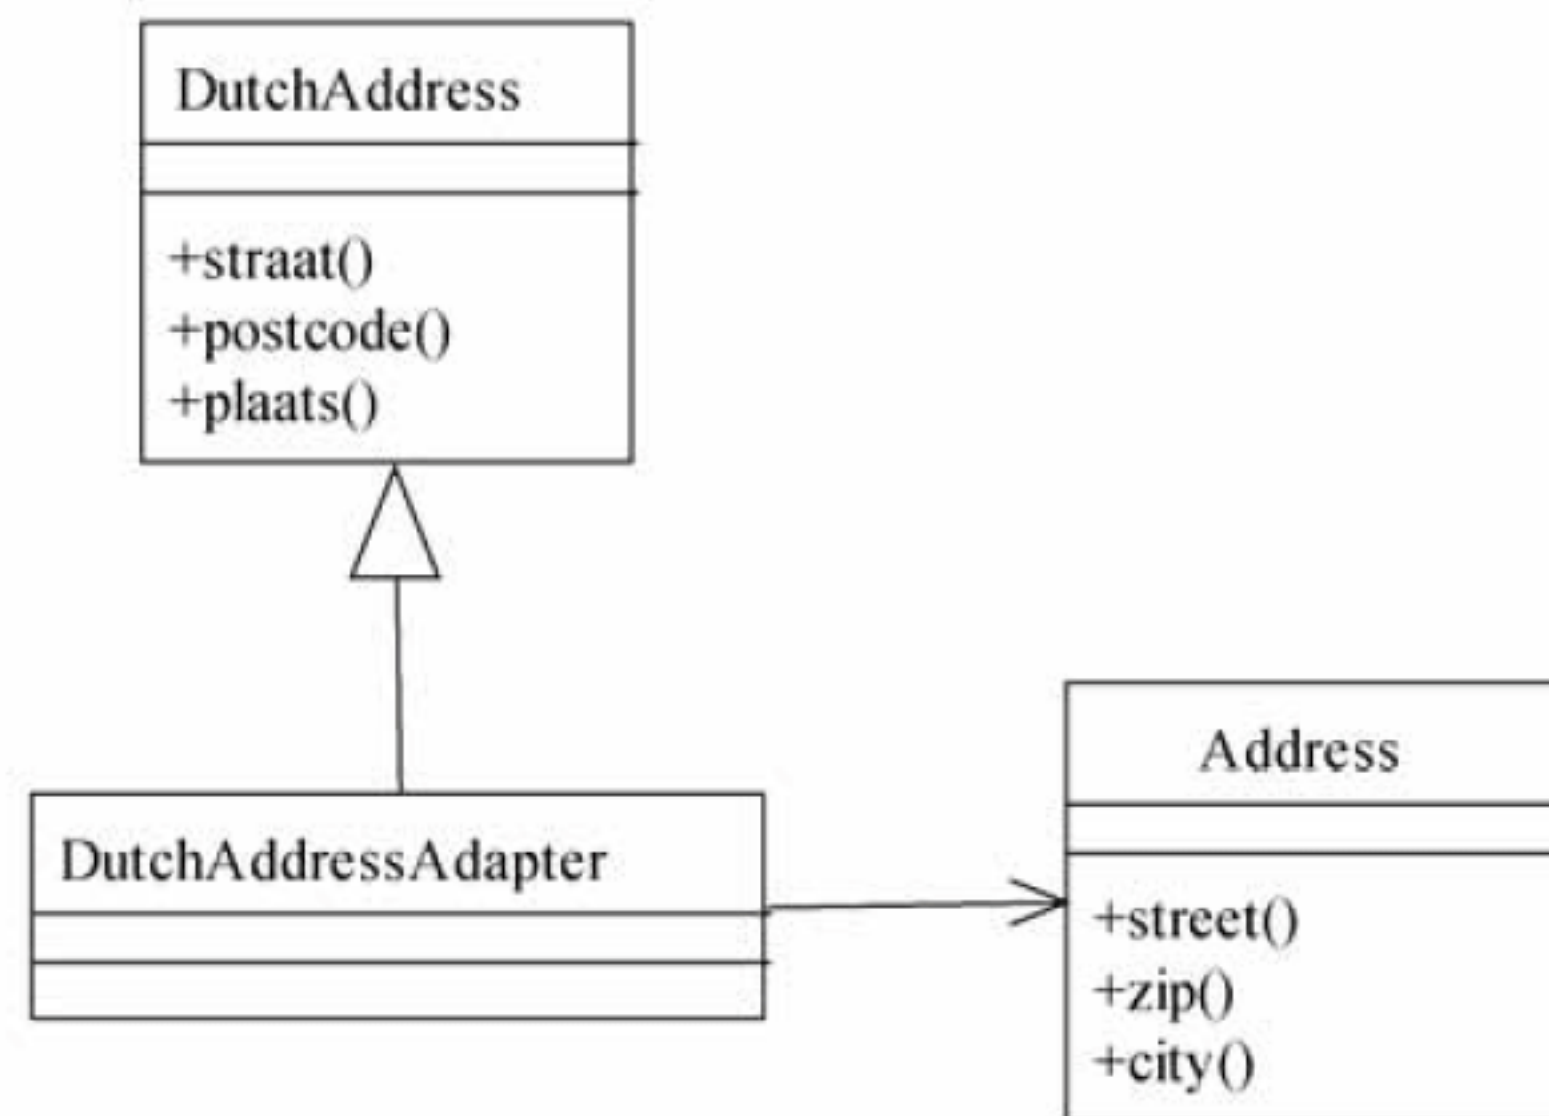 DutchAddress
+straat()
+postcode()
+plaats()
DutchAddressAdapter
Address
+street()
+zip()
+city()